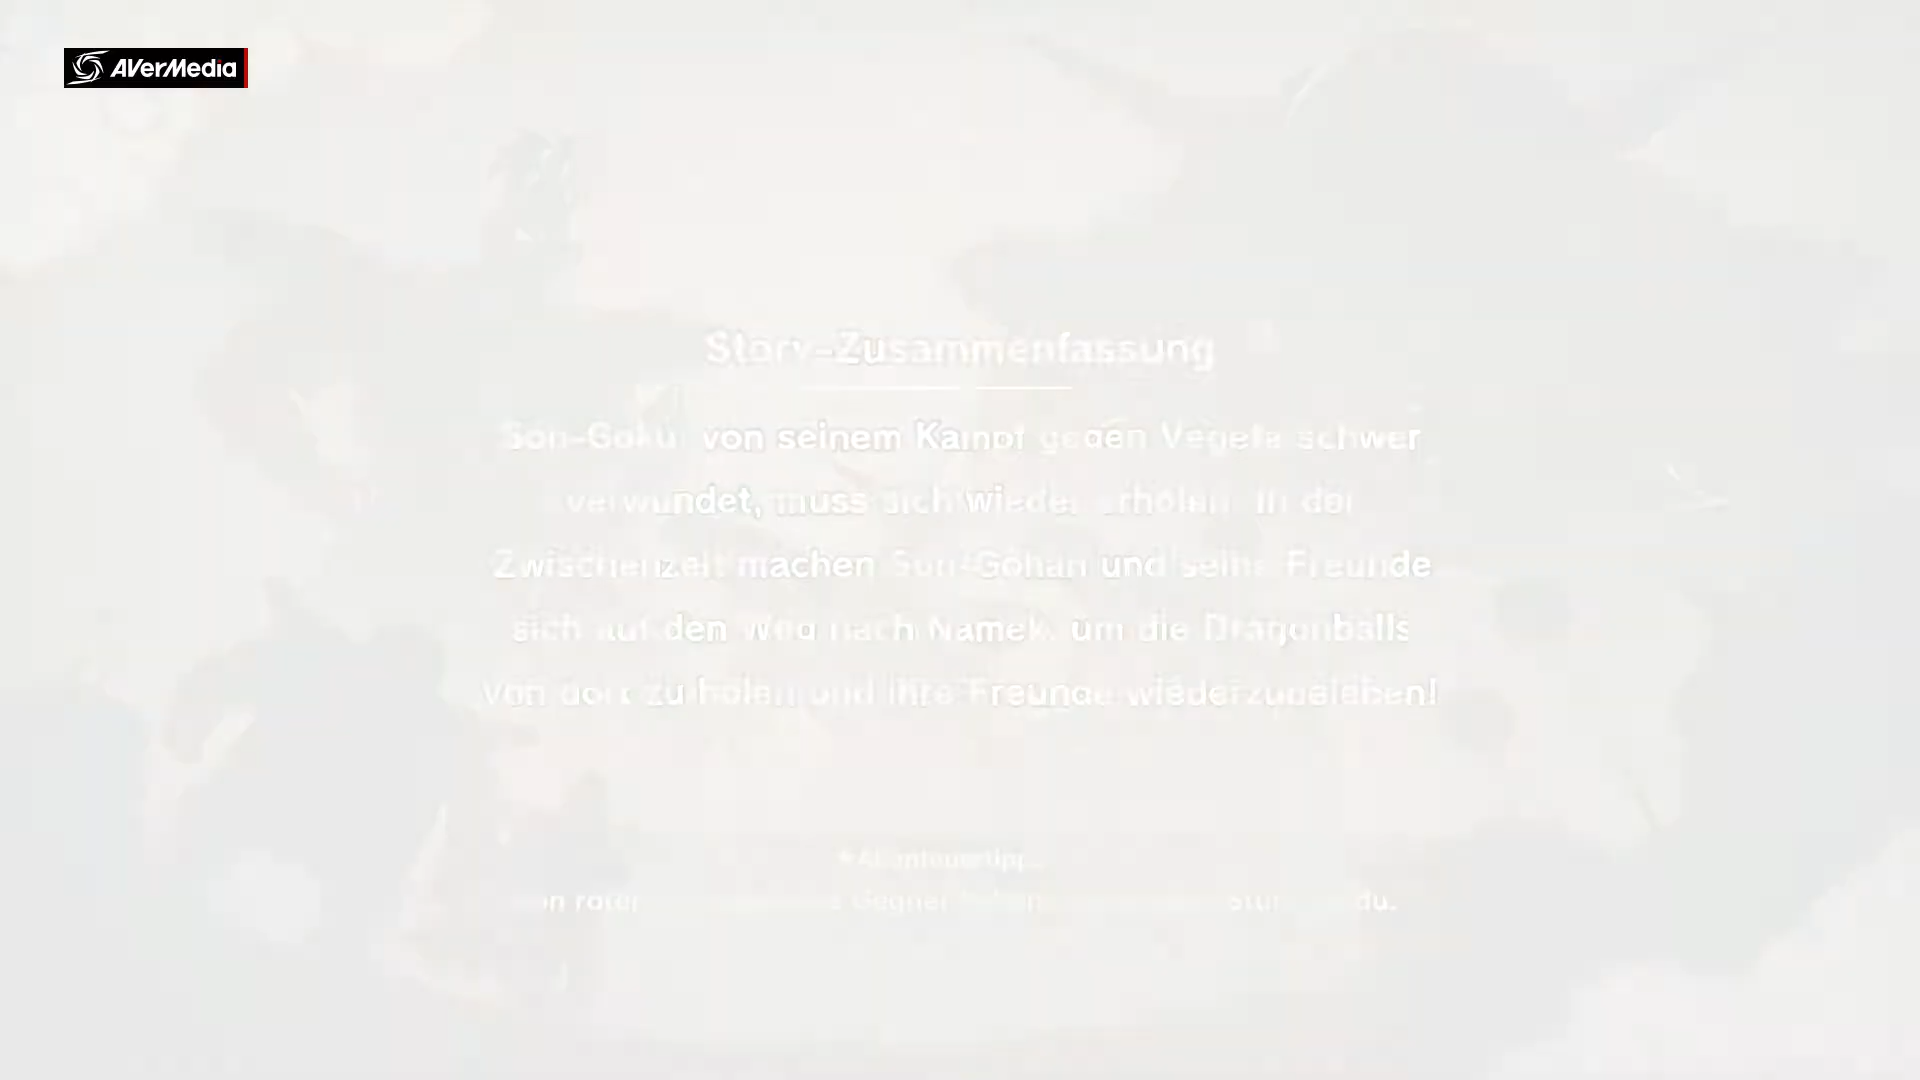 AVerMedia
Story-Zusammenfassung
Son-Goku, von seinem Kampf gegen Vegeta schwer
verwundet, muss sich wieder erholen. In der
Zwischenzeit machen Son-Gohan und seine Freunde
sich auf den Weg nach Namek, um die Dragonballs
von dort zu holen und ihre Freunde wiederzubeleben!
Gegner du.